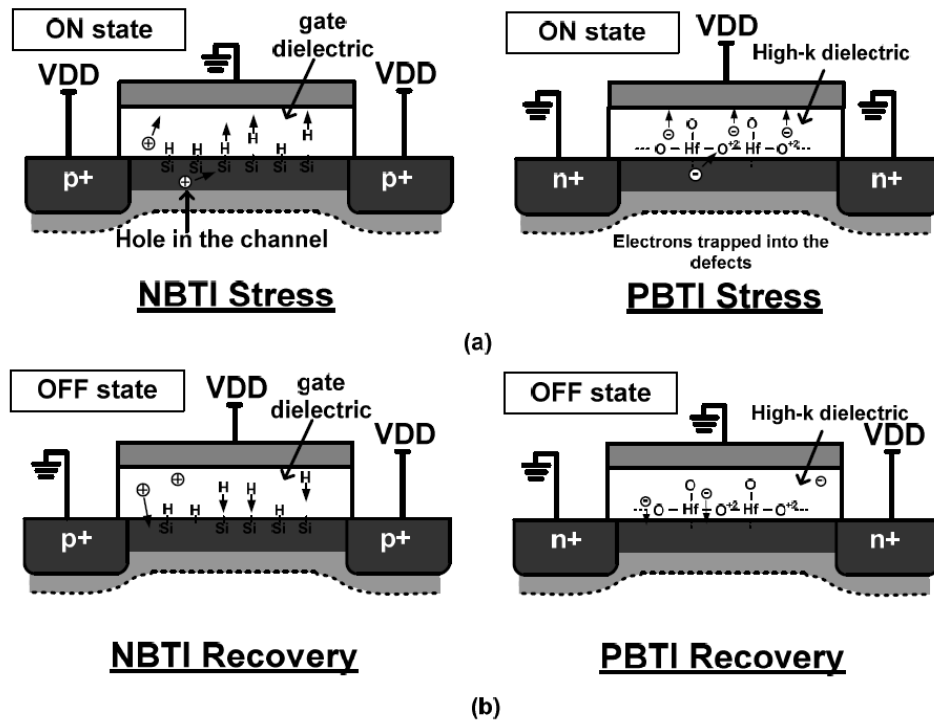 ON state
gate
dielectric
VDD
VDD
H H H H H H
Si Si Si Si Si Si
p+
p+
Hole in the channel
NBTI Stress
ON state
VDD
High-k dielectric
O O
--- O – Hf – O+2 – Hf – O+2 ---
n+
n+
Electrons trapped into the
defects
PBTI Stress
(a)
OFF state
VDD
gate
dielectric
VDD
H H H H H H
Si Si Si Si Si Si
p+
p+
NBTI Recovery
OFF state
High-k dielectric
VDD
O O
--- O – Hf – O+2 – Hf – O+2 ---
n+
n+
PBTI Recovery
(b)